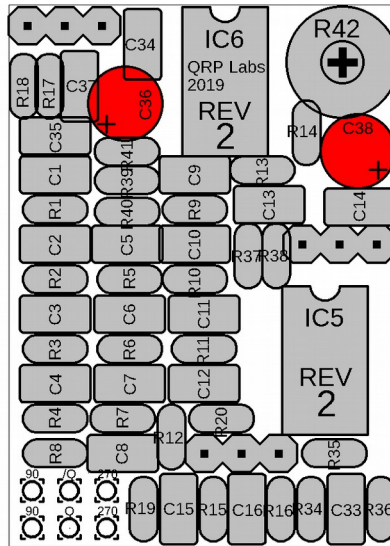 C34
IC6
R42
QRP Labs
2019
R18
R17
C37
C36
REV
2
R14
C38
+
+
C35
R41
C1
R39
C9
R13
R1
R40
R9
C13
C14
C2
C5
C10
R37
R38
R2
R5
R10
C3
C6
C11
IC5
R3
R6
R11
C4
C7
C12
REV
2
R4
R7
R20
R12
R8
C8
R35
90 /Q 270
90 Q 270
R19
C15
R15
C16
R16
R34
C33
R36